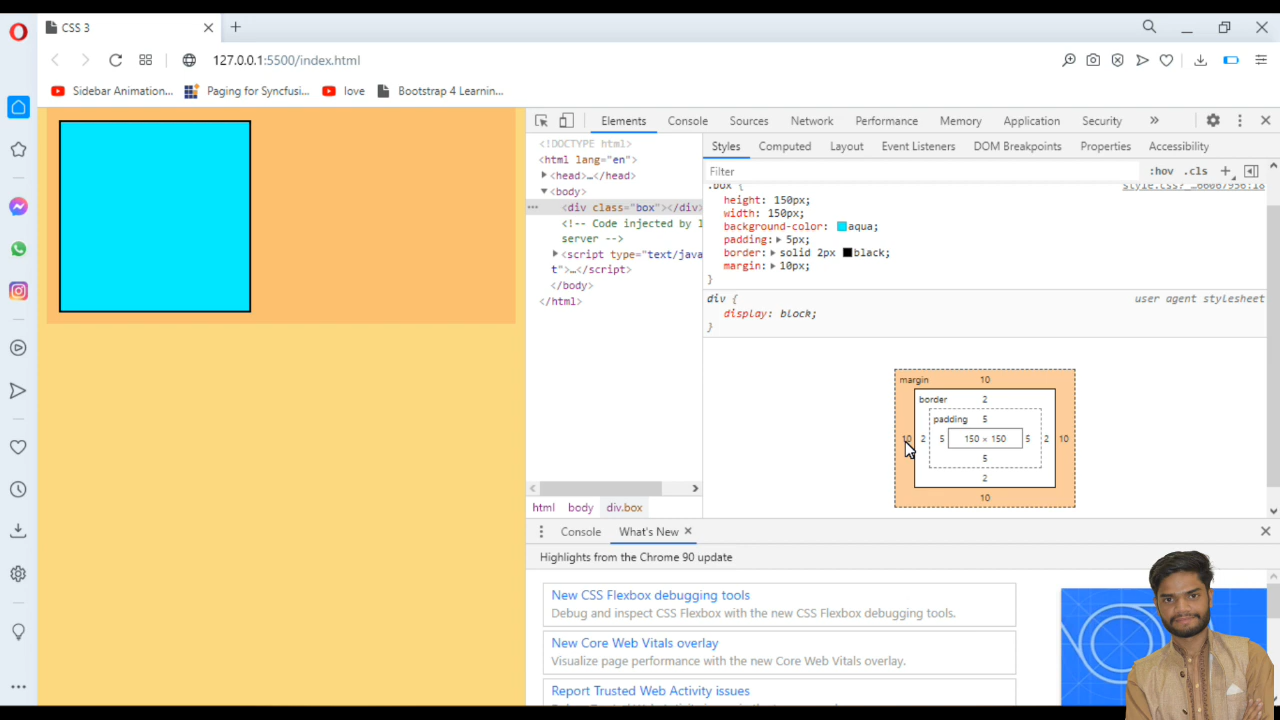 CSS 3
127.0.0.1:5500/index.html
Sidebar Animation... Paging for Syncfusi... love Bootstrap 4 Learnin...
Elements Console Sources Network Performance Memory Application Security »
<!DOCTYPE html>
<html lang="en">
<head>…</head>
<body>
<div class="box"></div>
<!-- Code injected by l
server -->
<script type="text/java
t">…</script>
</body>
</html>
html body div.box
Styles Computed Layout Event Listeners DOM Breakpoints Properties Accessibility
Filter :hov .cls +
.box {
height: 150px;
width: 150px;
background-color: aqua;
padding: 5px;
border: solid 2px black;
margin: 10px;
}
div { user agent stylesheet
display: block;
}
margin 10
border 2
padding 5
10 2 5 150 × 150 5 2 10
5
2
10
Console What's New
Highlights from the Chrome 90 update
New CSS Flexbox debugging tools
Debug and inspect CSS Flexbox with the new CSS Flexbox debugging tools.
New Core Web Vitals overlay
Visualize page performance with the new Core Web Vitals overlay.
Report Trusted Web Activity issues